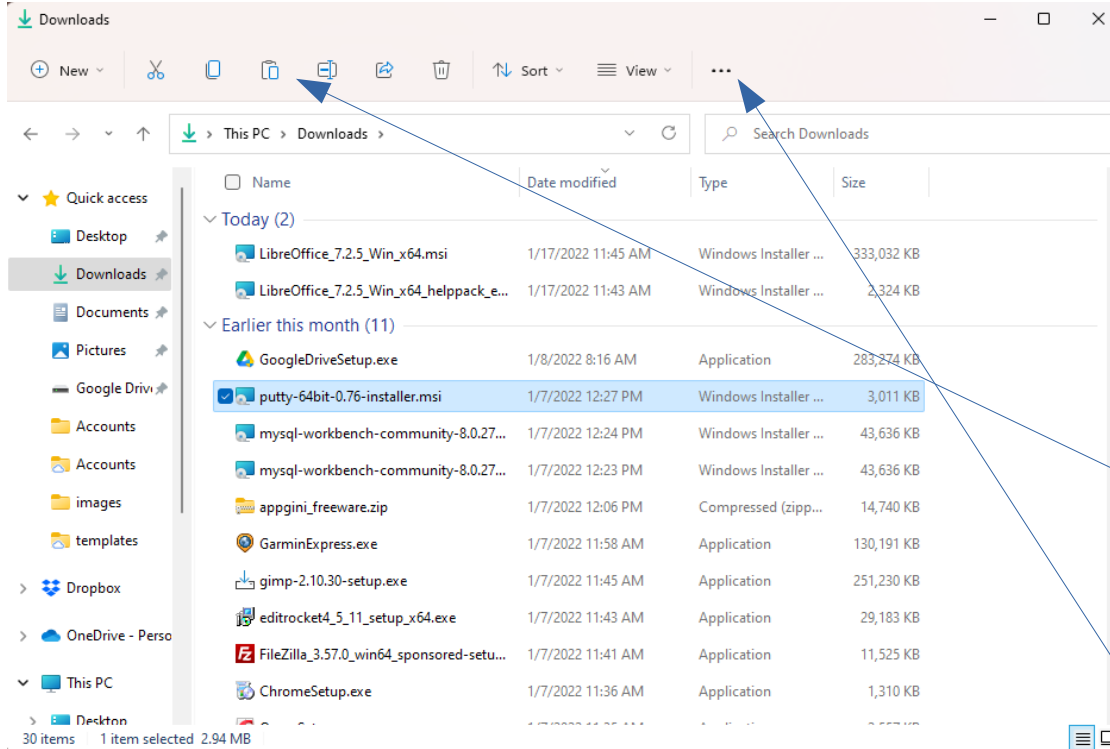 Downloads
New
Sort
View
...
This PC > Downloads >
Search Downloads
Name Date modified Type Size
Quick access
Desktop
Downloads
Documents
Pictures
Google Driv
Accounts
Accounts
images
templates
Dropbox
OneDrive - Perso
This PC
Desktop
Today (2)
LibreOffice_7.2.5_Win_x64.msi 1/17/2022 11:45 AM Windows Installer ... 333,032 KB
LibreOffice_7.2.5_Win_x64_helppack_e... 1/17/2022 11:43 AM Windows Installer ... 2,324 KB
Earlier this month (11)
GoogleDriveSetup.exe 1/8/2022 8:16 AM Application 283,274 KB
putty-64bit-0.76-installer.msi 1/7/2022 12:27 PM Windows Installer ... 3,011 KB
mysql-workbench-community-8.0.27... 1/7/2022 12:24 PM Windows Installer ... 43,636 KB
mysql-workbench-community-8.0.27... 1/7/2022 12:23 PM Windows Installer ... 43,636 KB
appgini_freeware.zip 1/7/2022 12:06 PM Compressed (zipp... 14,740 KB
GarminExpress.exe 1/7/2022 11:58 AM Application 130,191 KB
gimp-2.10.30-setup.exe 1/7/2022 11:45 AM Application 251,230 KB
editrocket4_5_11_setup_x64.exe 1/7/2022 11:43 AM Application 29,183 KB
FileZilla_3.57.0_win64_sponsored-setu... 1/7/2022 11:41 AM Application 11,525 KB
ChromeSetup.exe 1/7/2022 11:36 AM Application 1,310 KB
30 items 1 item selected 2.94 MB